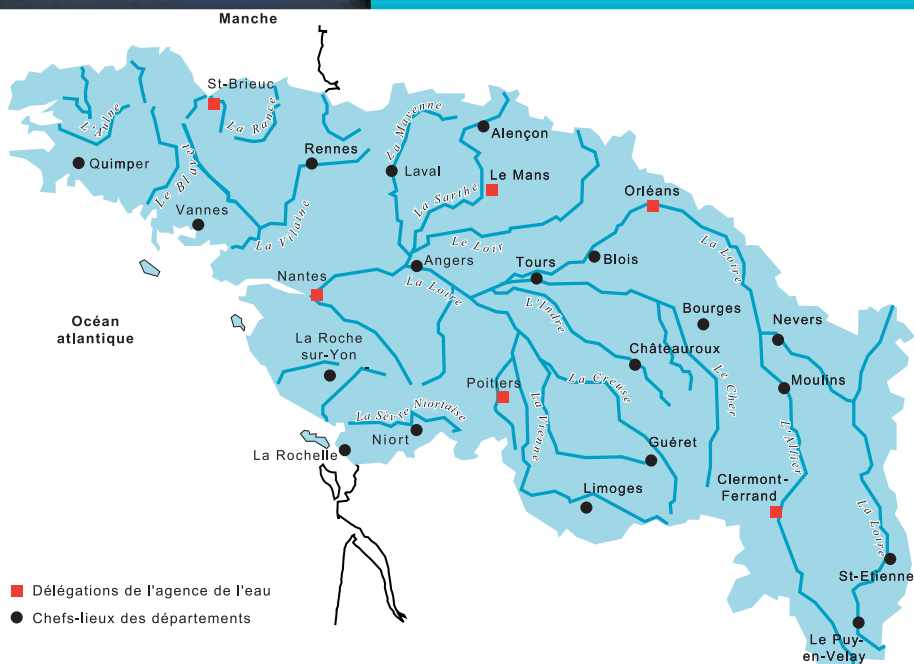 Manche
St-Brieuc
L'Aulne
La Rance
La Mayenne
Alençon
Quimper
Le Blavet
Rennes
Laval
Le Mans
Orléans
La Sarthe
Vannes
La Vilaine
Le Loir
La Loire
Angers
Tours
Blois
Nantes
La Loire
L'Indre
Bourges
Nevers
Océan
atlantique
La Roche
sur-Yon
Châteauroux
Poitiers
La Creuse
Le Cher
Moulins
La Sèvre Niortaise
La Vienne
L'Allier
Niort
Guéret
La Rochelle
Clermont-
Ferrand
Limoges
La Loire
St-Etienne
Délégations de l'agence de l'eau
Chefs-lieux des départements
Le Puy-
en-Velay